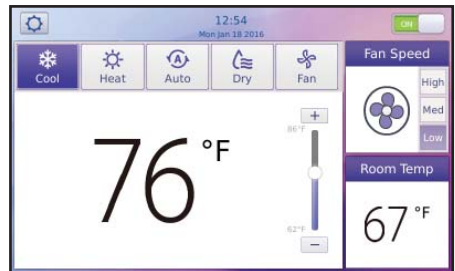 12:54
Mon Jan 18 2016
ON
Cool
Heat
Auto
Dry
Fan
Fan Speed
High
Med
Low
+
86°F
76°F
62°F
−
Room Temp
67°F